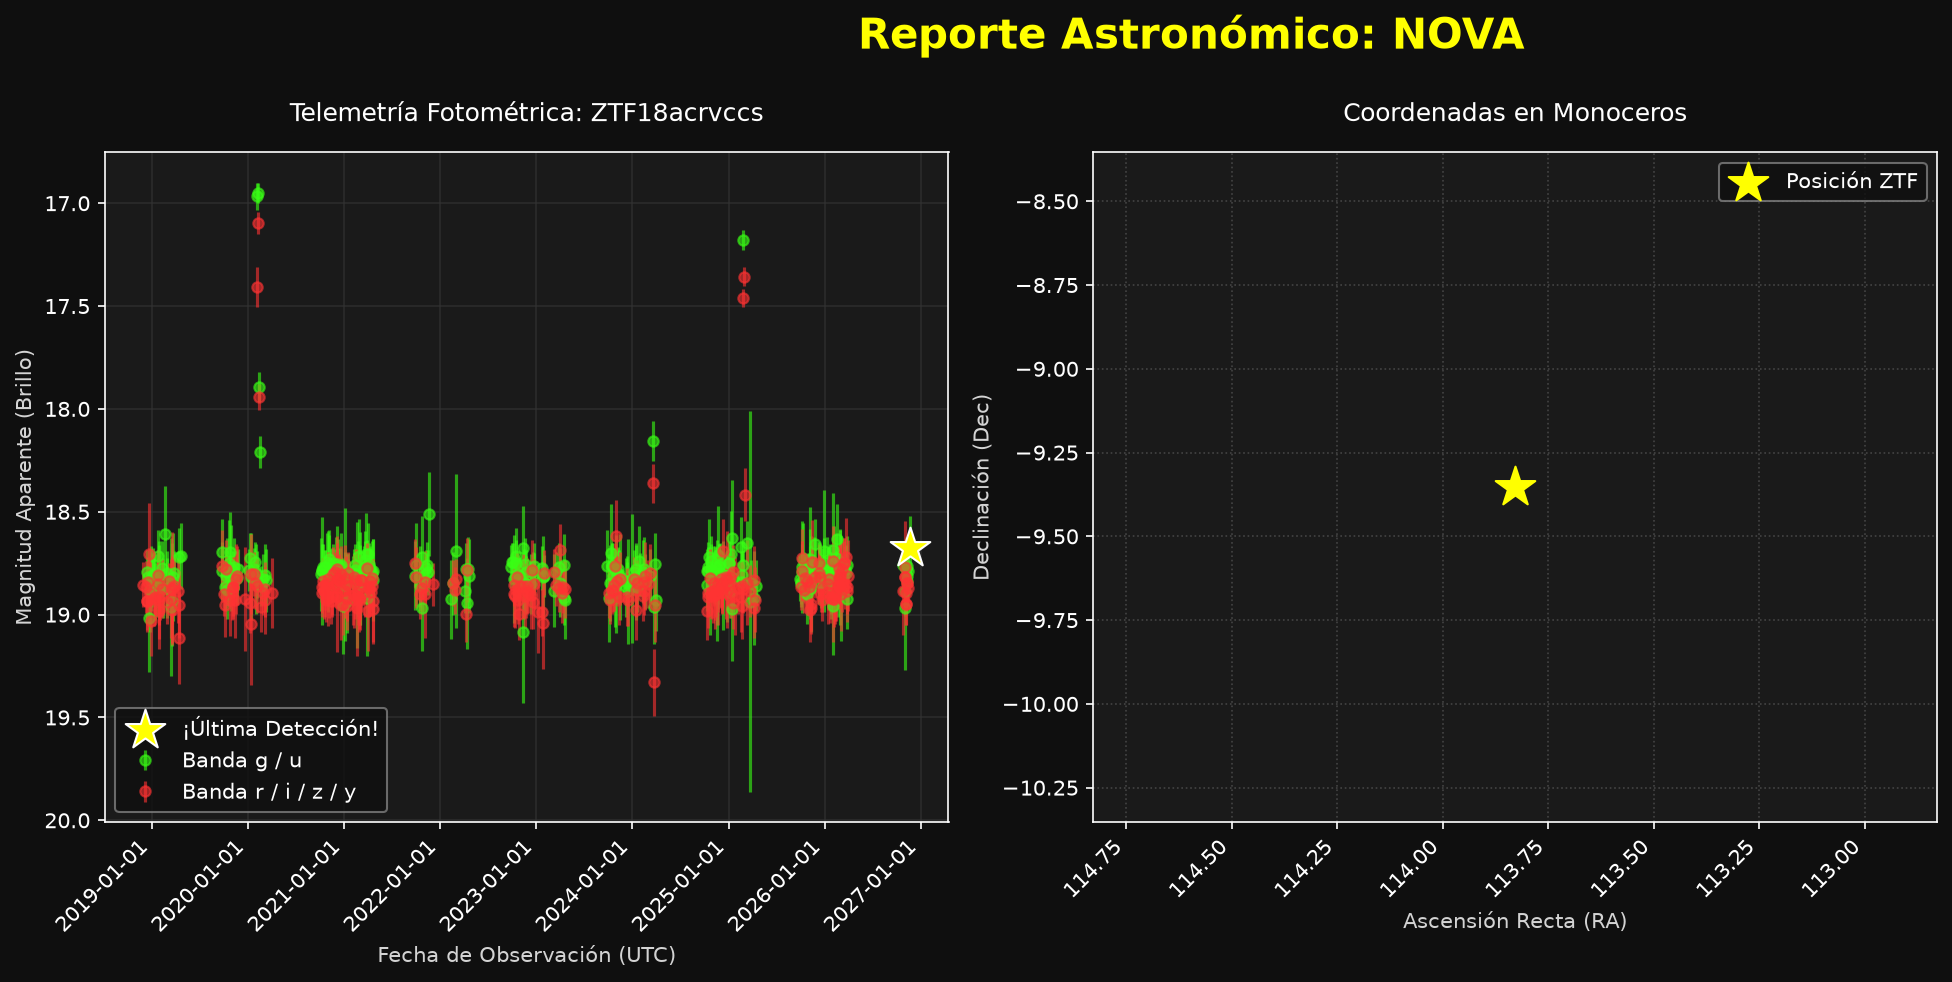 Reporte Astronómico: NOVA
Telemetría Fotométrica: ZTF18acrvccs
Magnitud Aparente (Brillo)
17.0
17.5
18.0
18.5
19.0
19.5
20.0
¡Última Detección!
Banda g / u
Banda r / i / z / y
2019-01-01
2020-01-01
2021-01-01
2022-01-01
2023-01-01
2024-01-01
2025-01-01
2026-01-01
2027-01-01
Fecha de Observación (UTC)
Coordenadas en Monoceros
Posición ZTF
Declinación (Dec)
−8.50
−8.75
−9.00
−9.25
−9.50
−9.75
−10.00
−10.25
114.75
114.50
114.25
114.00
113.75
113.50
113.25
113.00
Ascensión Recta (RA)